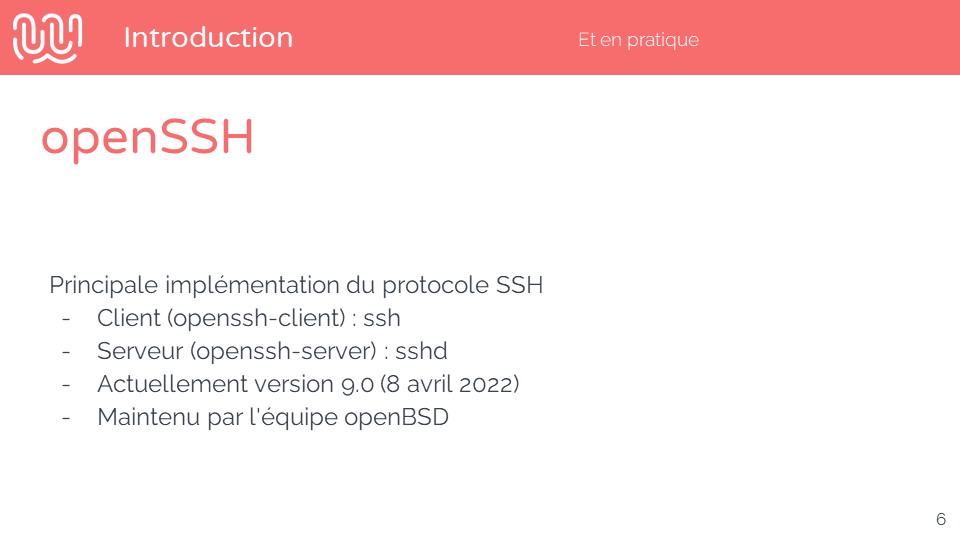 Introduction
Et en pratique
openSSH
Principale implémentation du protocole SSH
- Client (openssh-client) : ssh
- Serveur (openssh-server) : sshd
- Actuellement version 9.0 (8 avril 2022)
- Maintenu par l'équipe openBSD
6